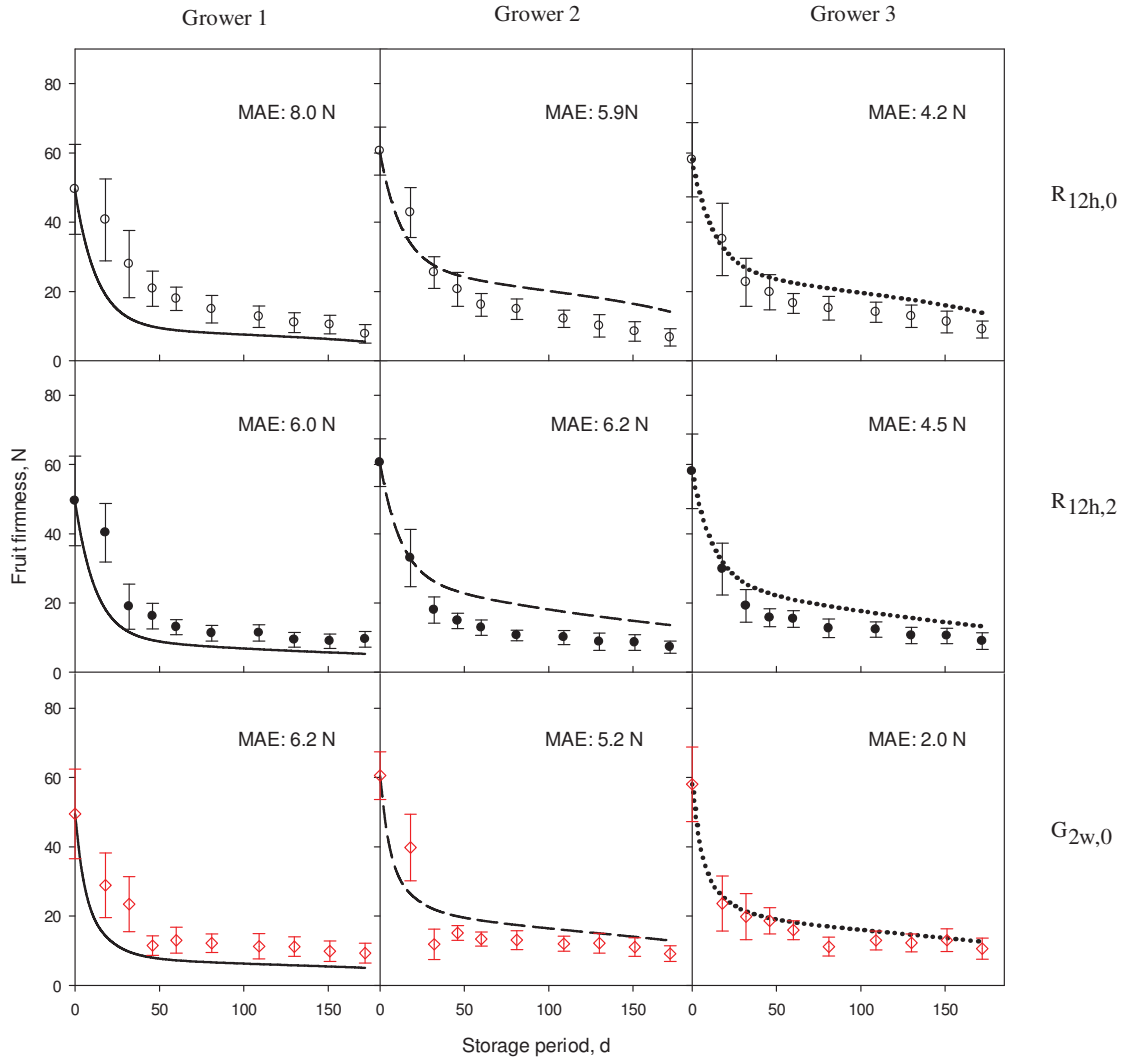 Grower 1 Grower 2 Grower 3
80
60
40
20
0
MAE: 8.0 N MAE: 5.9N MAE: 4.2 N
R12h,0
80
60
40
20
0
MAE: 6.0 N MAE: 6.2 N MAE: 4.5 N
R12h,2
Fruit firmness, N
80
60
40
20
0
MAE: 6.2 N MAE: 5.2 N MAE: 2.0 N
G2w,0
0 50 100 150 0 50 100 150 0 50 100 150
Storage period, d